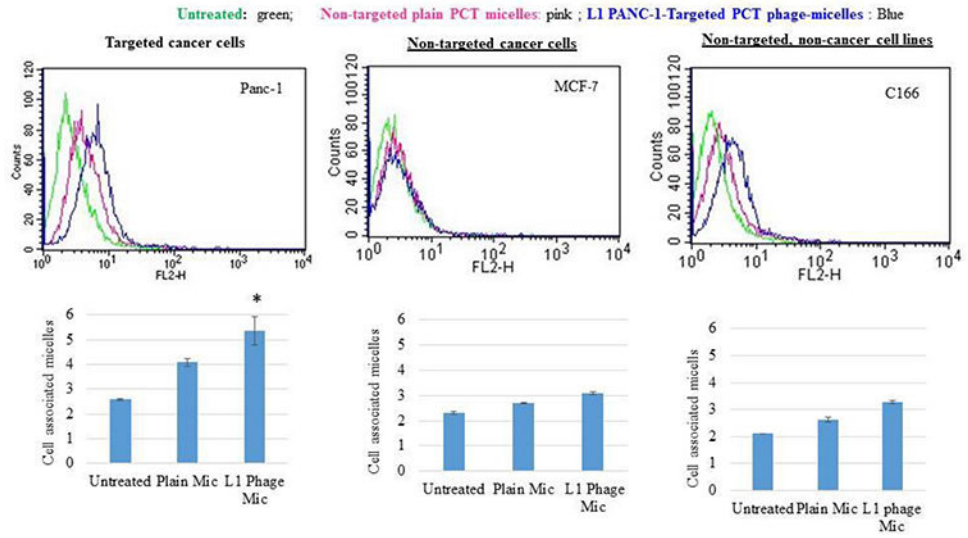 Untreated: green; Non-targeted plain PCT micelles: pink ; L1 PANC-1-Targeted PCT phage-micelles : Blue
Targeted cancer cells
Non-targeted cancer cells
Non-targeted, non-cancer cell lines
Panc-1
Counts
120
100
80
60
40
20
0
10⁰ 10¹ 10² 10³ 10⁴
FL2-H
MCF-7
Counts
100120
80
60
40
20
0
10⁰ 10¹ 10² 10³ 10⁴
FL2-H
C166
Counts
100120
80
60
40
20
0
10⁰ 10¹ 10² 10³ 10⁴
FL2-H
*
Cell associated micelles
6
5
4
3
2
1
0
Untreated Plain Mic L1 Phage
Mic
Cell associated micelles
6
5
4
3
2
1
0
Untreated Plain Mic L1 Phage
Mic
Cell associated micells
6
5
4
3
2
1
0
Untreated Plain Mic L1 phage
Mic